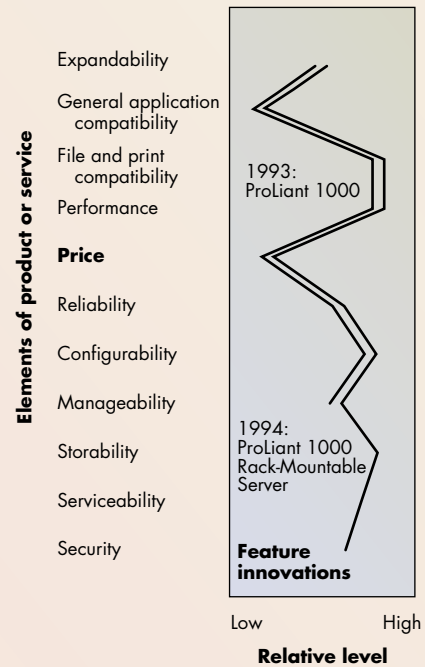 Elements of product or service
Expandability
General application
compatibility
File and print
compatibility
Performance
Price
Reliability
Configurability
Manageability
Storability
Serviceability
Security
1993:
ProLiant 1000
1994:
ProLiant 1000
Rack-Mountable
Server
Feature
innovations
Low
High
Relative level